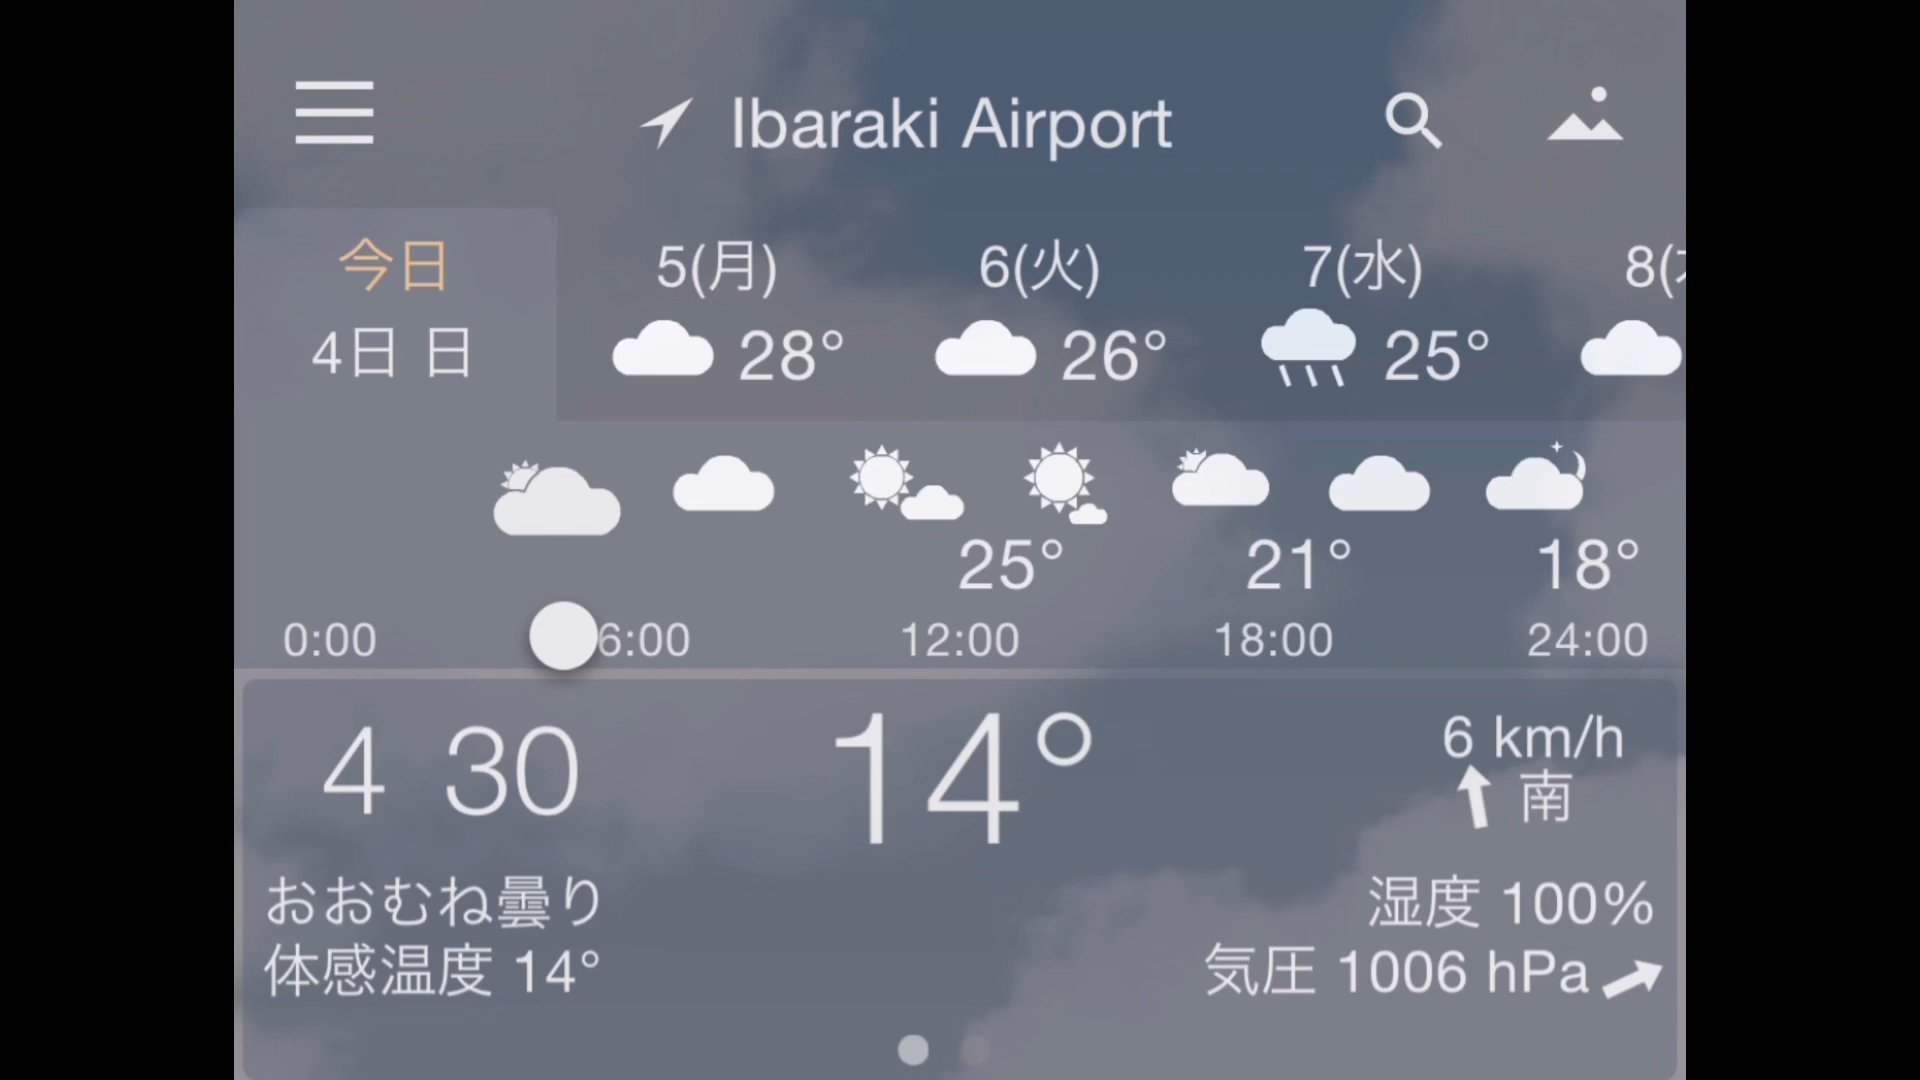 Ibaraki Airport
今日
4日 日
5(月)
28°
6(火)
26°
7(水)
25°
8(
25°
21°
18°
0:00
6:00
12:00
18:00
24:00
4 30
14°
6 km/h
南
おおむね曇り
体感温度 14°
湿度 100%
気圧 1006 hPa